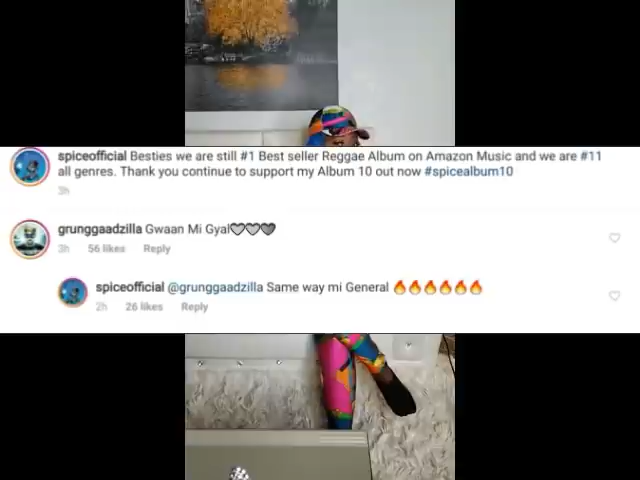 spiceofficial Besties we are still #1 Best seller Reggae Album on Amazon Music and we are #11
all genres. Thank you continue to support my Album 10 out now #spicealbum10
3h
grunggaadzilla Gwaan Mi Gyal🤍🤍🤍
3h 56 likes Reply
spiceofficial @grunggaadzilla Same way mi General 🔥🔥🔥🔥🔥🔥
2h 26 likes Reply